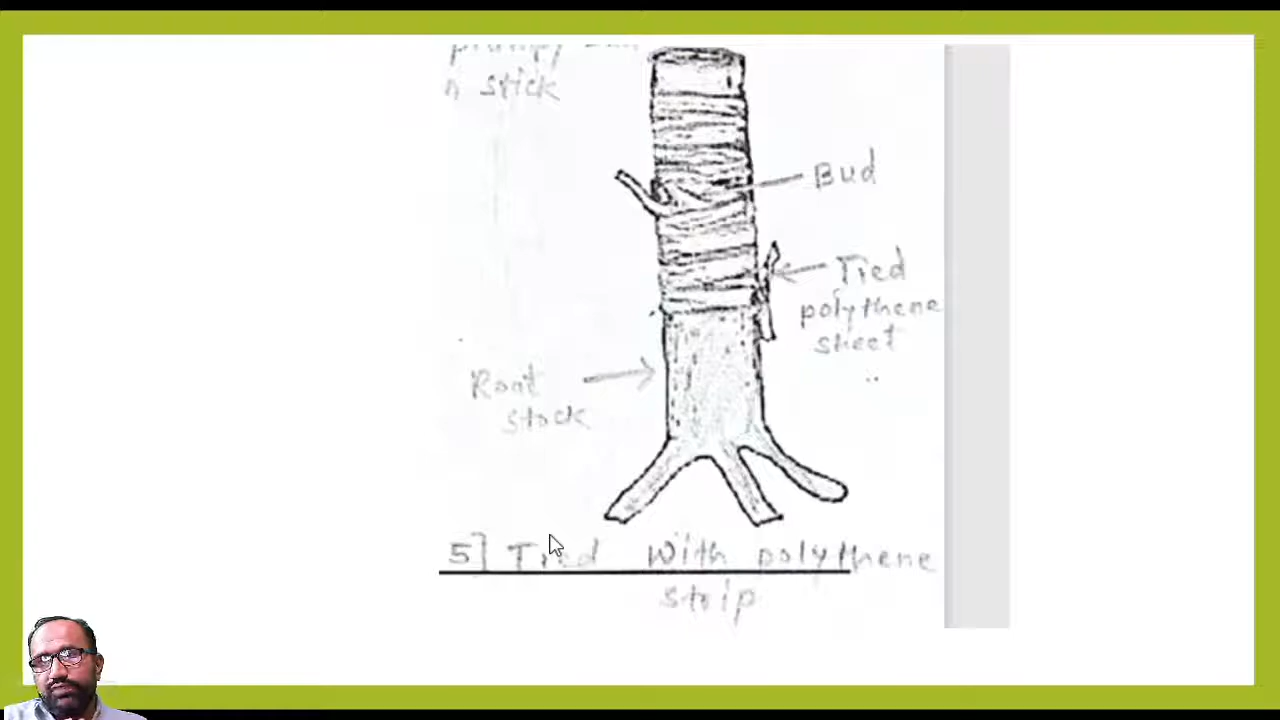 n stick
Bud
Tied
polythene
sheet
Root
stock
5] Tied With polythene
strip